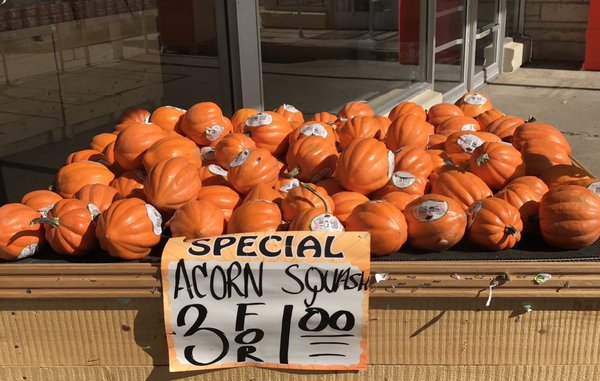 SPECIAL
ACORN SQUASH
3 FOR 1.00